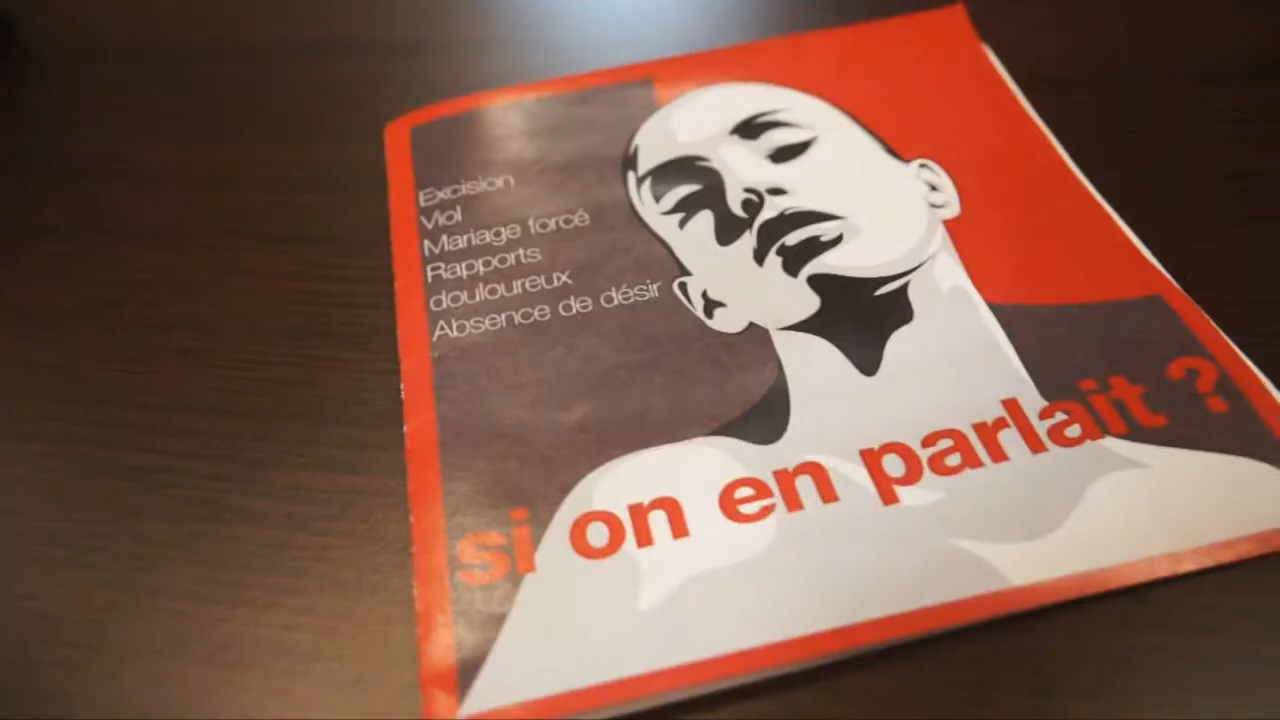 Excision
Viol
Mariage forcé
Rapports
douloureux
Absence de désir
si on en parlait ?